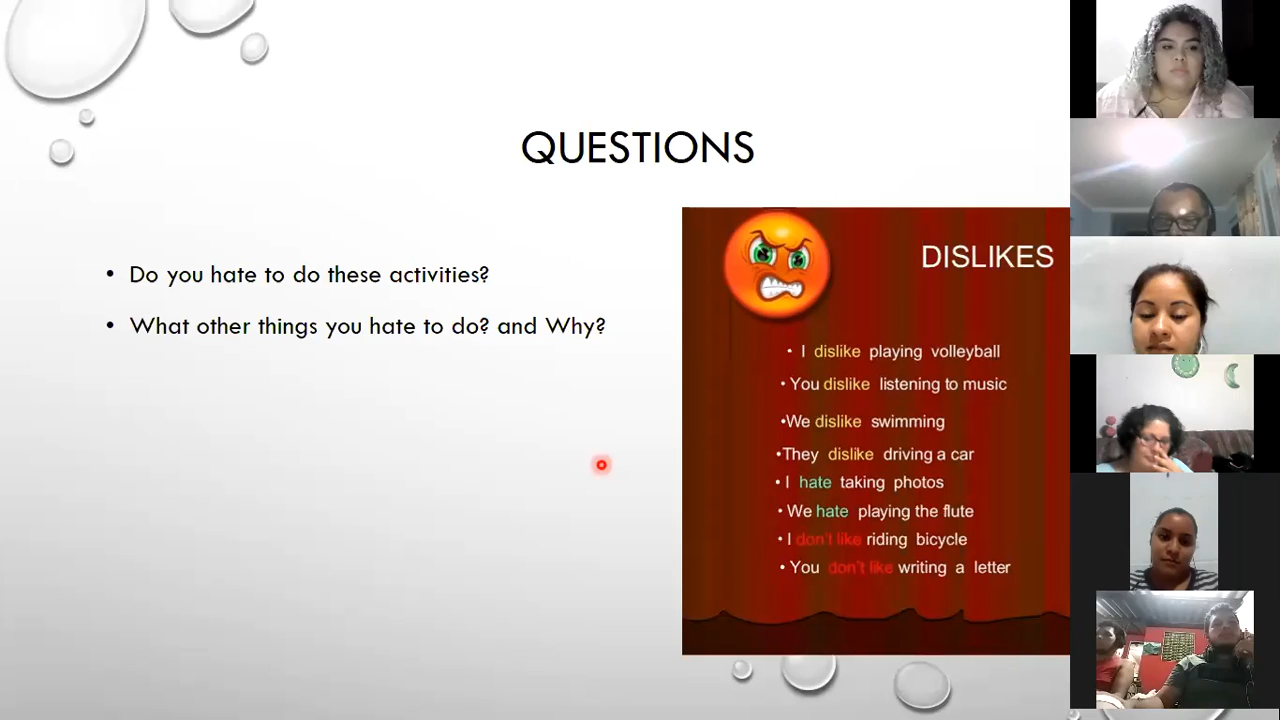 QUESTIONS
• Do you hate to do these activities?
• What other things you hate to do? and Why?
DISLIKES
• I dislike playing volleyball
• You dislike listening to music
•We dislike swimming
•They dislike driving a car
• I hate taking photos
• We hate playing the flute
• I don't like riding bicycle
• You don't like writing a letter